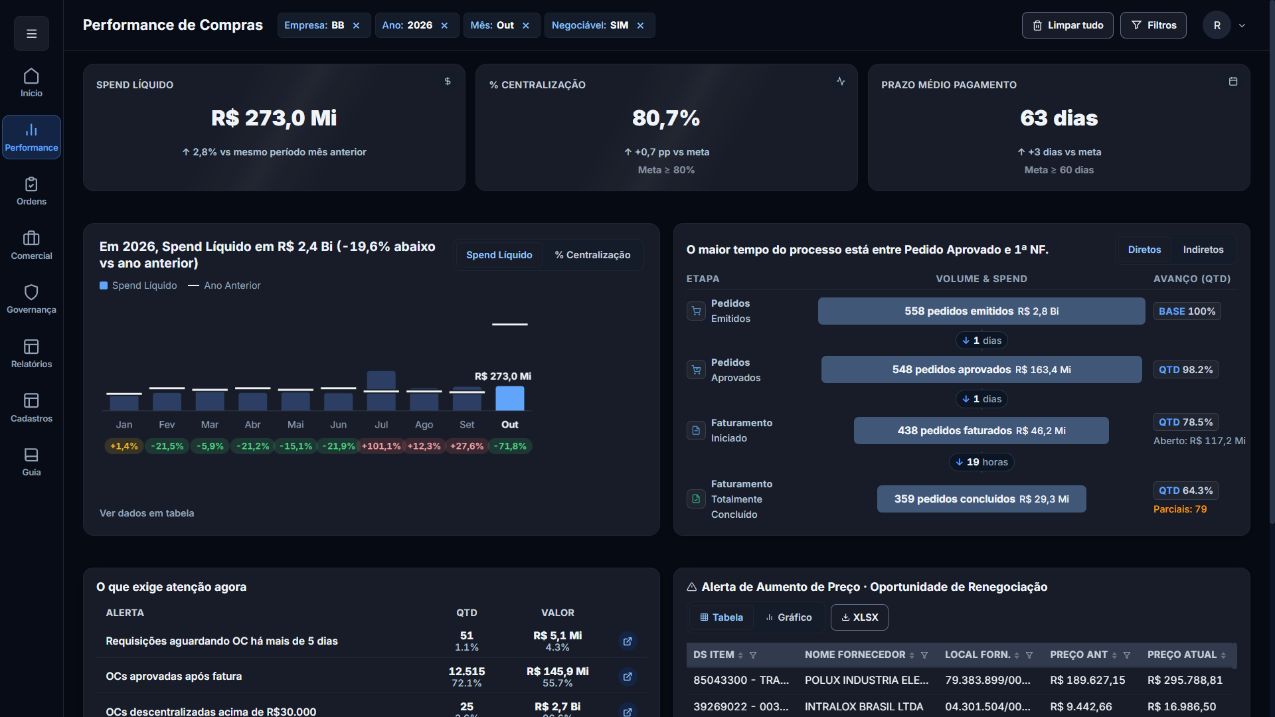 Performance de Compras
Empresa: BB ×
Ano: 2026 ×
Mês: Out ×
Negociável: SIM ×
Limpar tudo
Filtros
R
Início
Performance
Ordens
Comercial
Governança
Relatórios
Cadastros
Guia
SPEND LÍQUIDO
$
R$ 273,0 Mi
↑ 2,8% vs mesmo período mês anterior
% CENTRALIZAÇÃO
80,7%
↑ +0,7 pp vs meta
Meta ≥ 80%
PRAZO MÉDIO PAGAMENTO
63 dias
↑ +3 dias vs meta
Meta ≥ 60 dias
Em 2026, Spend Líquido em R$ 2,4 Bi (-19,6% abaixo
vs ano anterior)
Spend Líquido
% Centralização
Spend Líquido
Ano Anterior
R$ 273,0 Mi
Jan Fev Mar Abr Mai Jun Jul Ago Set Out
+1,4% -21,5% -5,9% -21,2% -15,1% -21,9% +101,1% +12,3% +27,6% -71,8%
Ver dados em tabela
O maior tempo do processo está entre Pedido Aprovado e 1ª NF.
Diretos
Indiretos
ETAPA VOLUME & SPEND AVANÇO (QTD)
Pedidos
Emitidos
558 pedidos emitidos R$ 2,8 Bi
BASE 100%
↓ 1 dias
Pedidos
Aprovados
548 pedidos aprovados R$ 163,4 Mi
QTD 98.2%
↓ 1 dias
Faturamento
Iniciado
438 pedidos faturados R$ 46,2 Mi
QTD 78.5%
Aberto: R$ 117,2 Mi
↓ 19 horas
Faturamento
Totalmente
Concluído
359 pedidos concluídos R$ 29,3 Mi
QTD 64.3%
Parciais: 79
O que exige atenção agora
ALERTA QTD VALOR
Requisições aguardando OC há mais de 5 dias
51
1.1%
R$ 5,1 Mi
4.3%
OCs aprovadas após fatura
12.515
72.1%
R$ 145,9 Mi
55.7%
OCs descentralizadas acima de R$30.000
25
R$ 2,7 Bi
Alerta de Aumento de Preço · Oportunidade de Renegociação
Tabela
Gráfico
XLSX
DS ITEM NOME FORNECEDOR LOCAL FORN. PREÇO ANT PREÇO ATUAL
85043300 - TRA... POLUX INDUSTRIA ELE... 79.383.899/00... R$ 189.627,15 R$ 295.788,81
39269022 - 003... INTRALOX BRASIL LTDA 04.301.504/00... R$ 9.442,66 R$ 16.986,50